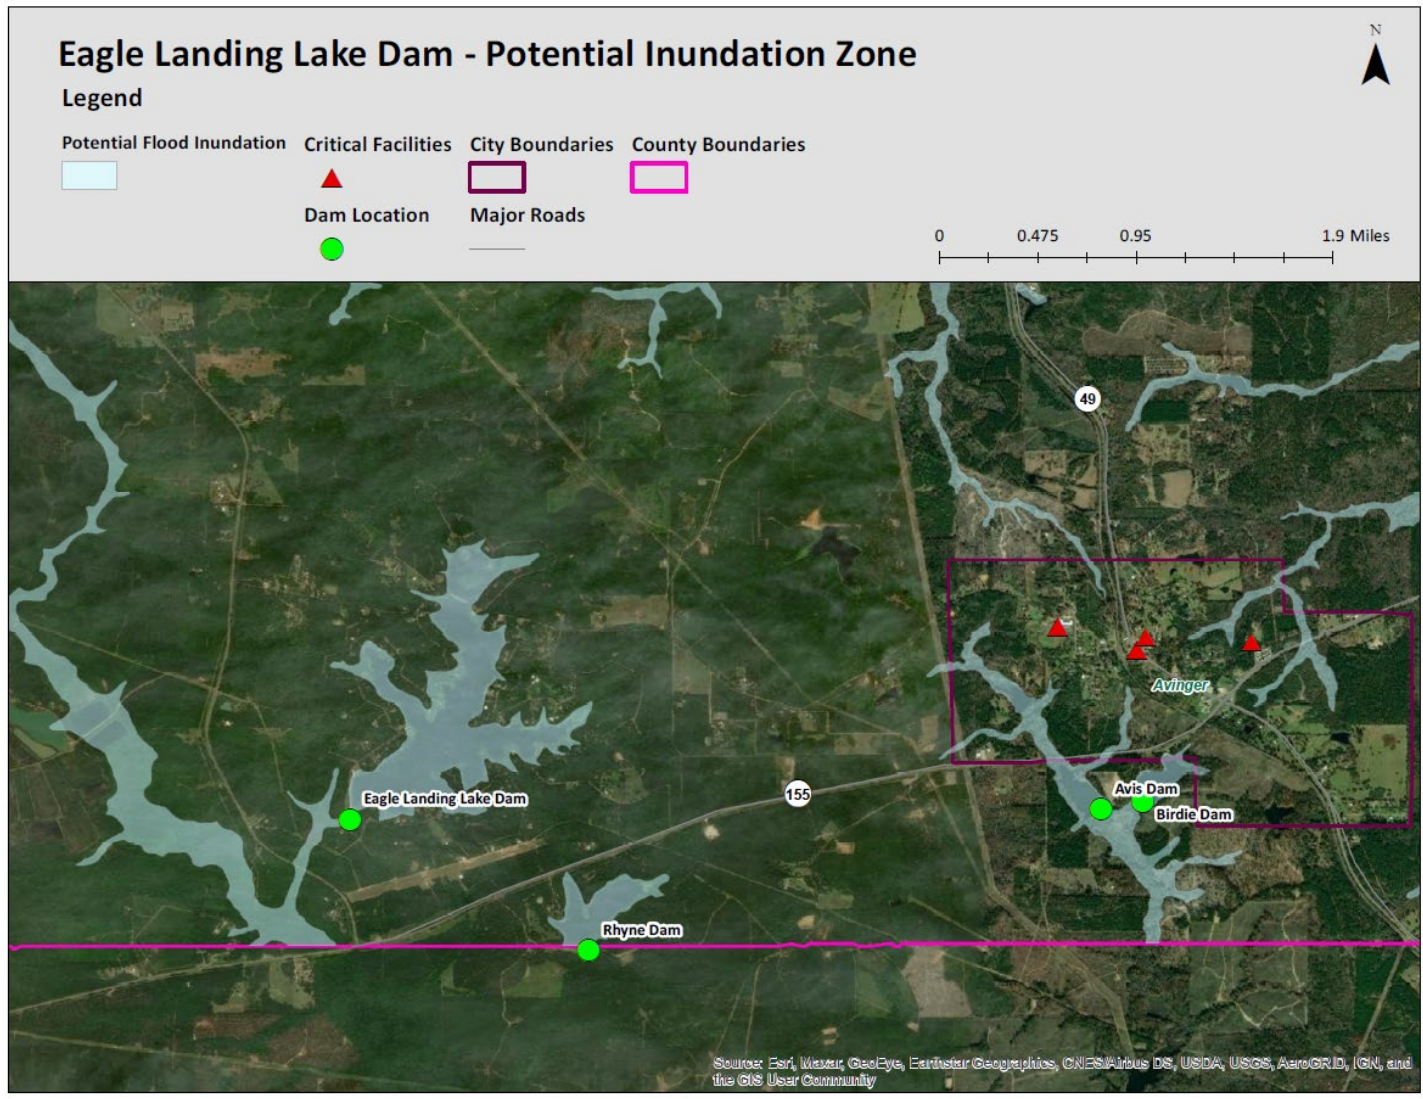 Eagle Landing Lake Dam - Potential Inundation Zone
N
Legend
Potential Flood Inundation
Critical Facilities
City Boundaries
County Boundaries
Dam Location
Major Roads
0
0.475
0.95
1.9 Miles
49
Avinger
155
Eagle Landing Lake Dam
Avis Dam
Birdie Dam
Rhyne Dam
Source: Esri, Maxar, GeoEye, Earthstar Geographics, CNES/Airbus DS, USDA, USGS, AeroGRID, IGN, and
the GIS User Community